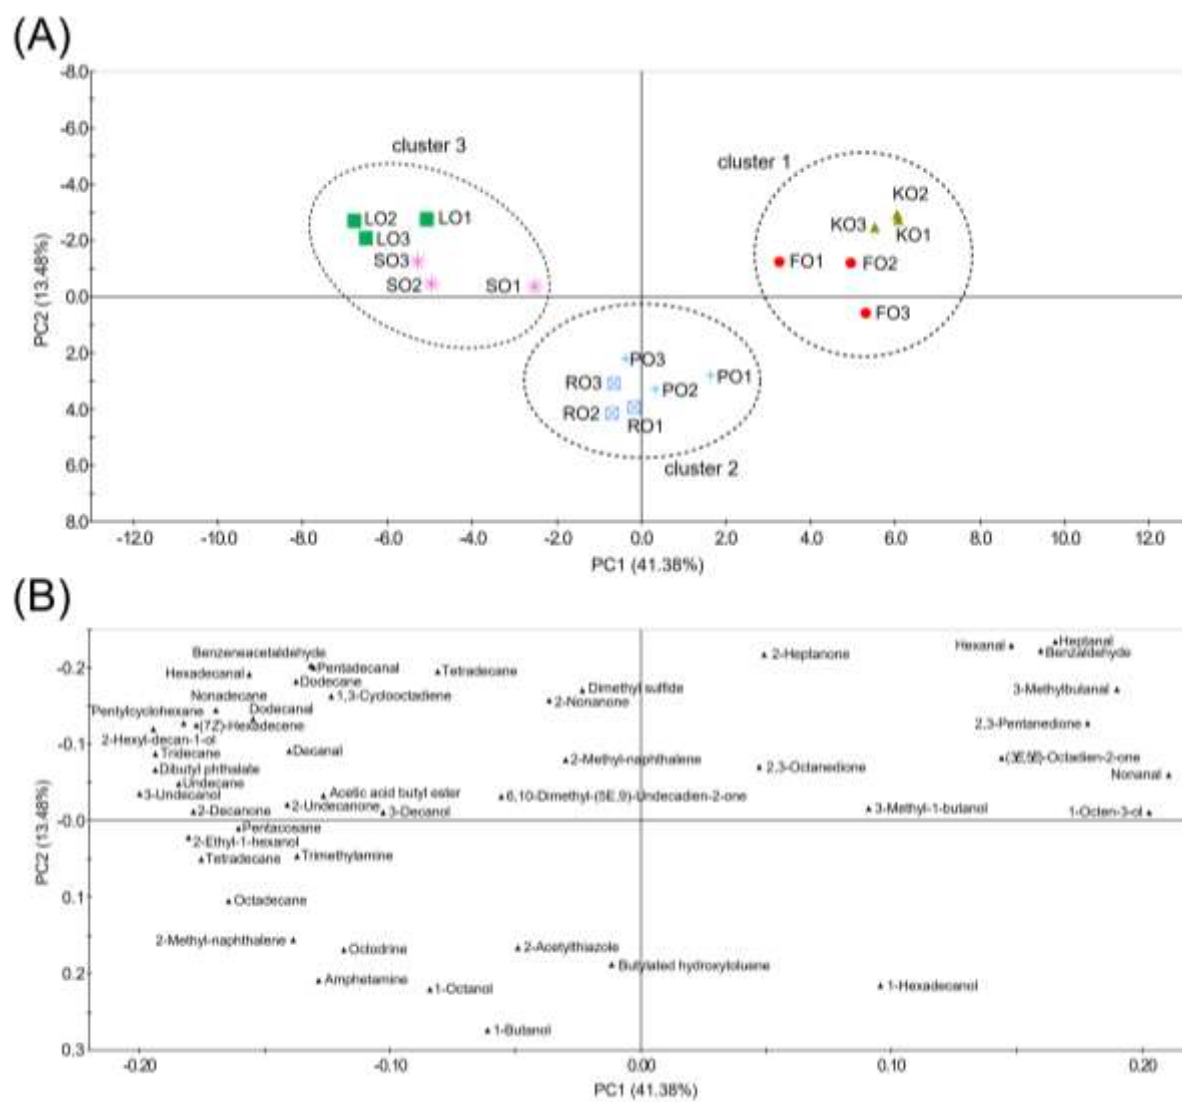 (A)
-8.0
-6.0
cluster 3
cluster 1
-4.0
KO2
LO2
LO1
KO3
KO1
-2.0
LO3
SO3
FO1
FO2
SO2
SO1
0.0
FO3
PC2 (13.48%)
2.0
PO3
PO1
RO3
PO2
4.0
RO2
RO1
cluster 2
6.0
8.0
-12.0 -10.0 -8.0 -6.0 -4.0 -2.0 0.0 2.0 4.0 6.0 8.0 10.0 12.0
PC1 (41.38%)
(B)
Benzeneacetaldehyde
2-Heptanone
Hexanal
Heptanal
Benzaldehyde
-0.2
Pentadecanal
Hexadecanal
Tetradecane
Dodecane
Dimethyl sulfide
3-Methylbutanal
Nonadecane
1,3-Cyclooctadiene
2-Nonanone
Pentylcyclohexane
Dodecanal
(7Z)-Hexadecene
2,3-Pentanedione
2-Hexyl-decan-1-ol
-0.1
Tridecane
Decanal
2-Methyl-naphthalene
(3E,5E)-Octadien-2-one
Dibutyl phthalate
2,3-Octanedione
Nonanal
Undecane
3-Undecanol
Acetic acid butyl ester
6,10-Dimethyl-(5E,9)-Undecadien-2-one
2-Decanone
2-Undecanone
3-Decanol
3-Methyl-1-butanol
1-Octen-3-ol
-0.0
Pentacosane
2-Ethyl-1-hexanol
Tetradecane
Trimethylamine
PC2 (13.48%)
0.1
Octadecane
2-Methyl-naphthalene
Octodrine
2-Acetylthiazole
0.2
Butylated hydroxytoluene
Amphetamine
1-Octanol
1-Hexadecanol
1-Butanol
0.3
-0.20 -0.10 0.00 0.10 0.20
PC1 (41.38%)